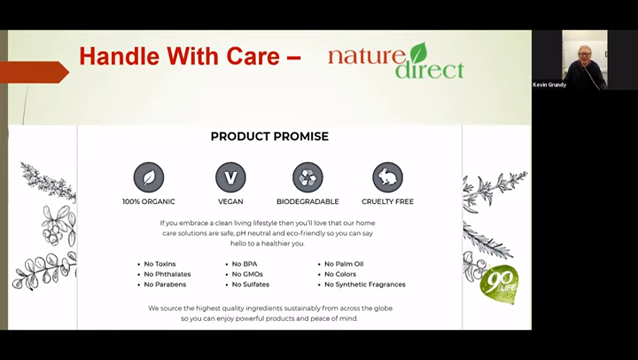 Handle With Care –
nature
direct
Kevin Grundy
PRODUCT PROMISE
100% ORGANIC
VEGAN
BIODEGRADABLE
CRUELTY FREE
If you embrace a clean living lifestyle then you'll love that our home
care solutions are safe, pH neutral and eco-friendly so you can say
hello to a healthier you.
• No Toxins
• No Phthalates
• No Parabens
• No BPA
• No GMOs
• No Sulfates
• No Palm Oil
• No Colors
• No Synthetic Fragrances
We source the highest quality ingredients sustainably from across the globe
so you can enjoy powerful products and peace of mind.
V
go
LIFE